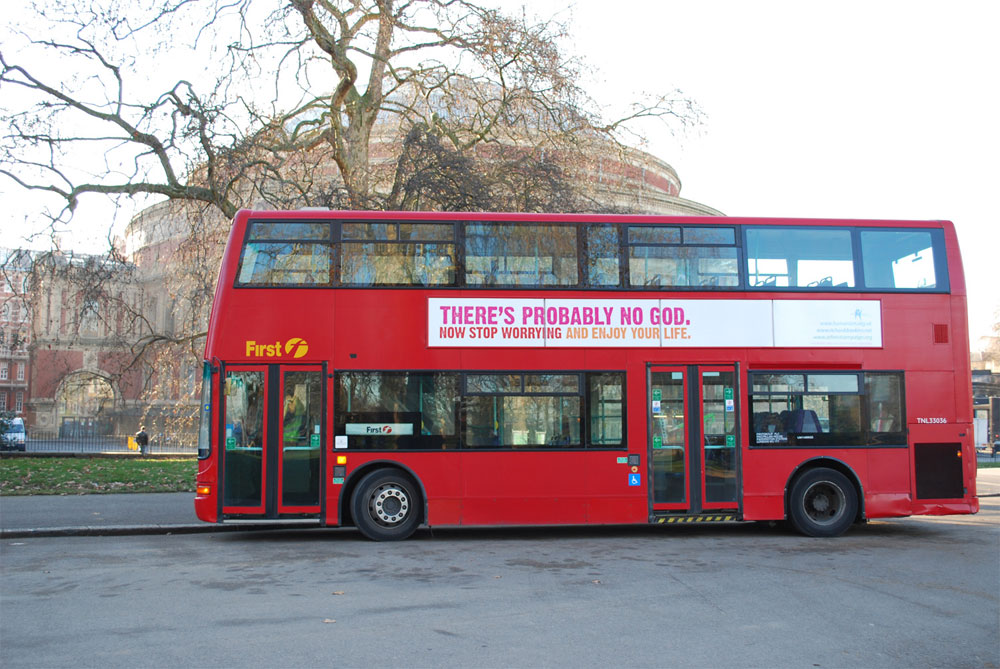 THERE'S PROBABLY NO GOD.
NOW STOP WORRYING AND ENJOY YOUR LIFE.
First
First
TNL33036